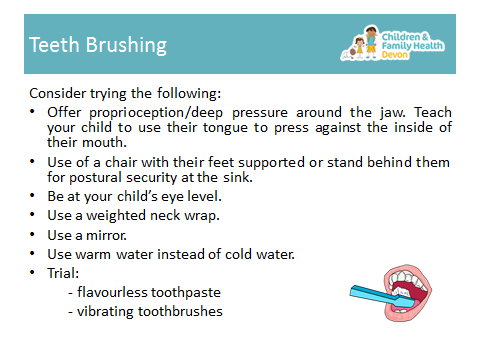 Teeth Brushing
Children &
Family Health
Devon
Consider trying the following:
• Offer proprioception/deep pressure around the jaw. Teach
your child to use their tongue to press against the inside of
their mouth.
• Use of a chair with their feet supported or stand behind them
for postural security at the sink.
• Be at your child's eye level.
• Use a weighted neck wrap.
• Use a mirror.
• Use warm water instead of cold water.
• Trial:
- flavourless toothpaste
- vibrating toothbrushes